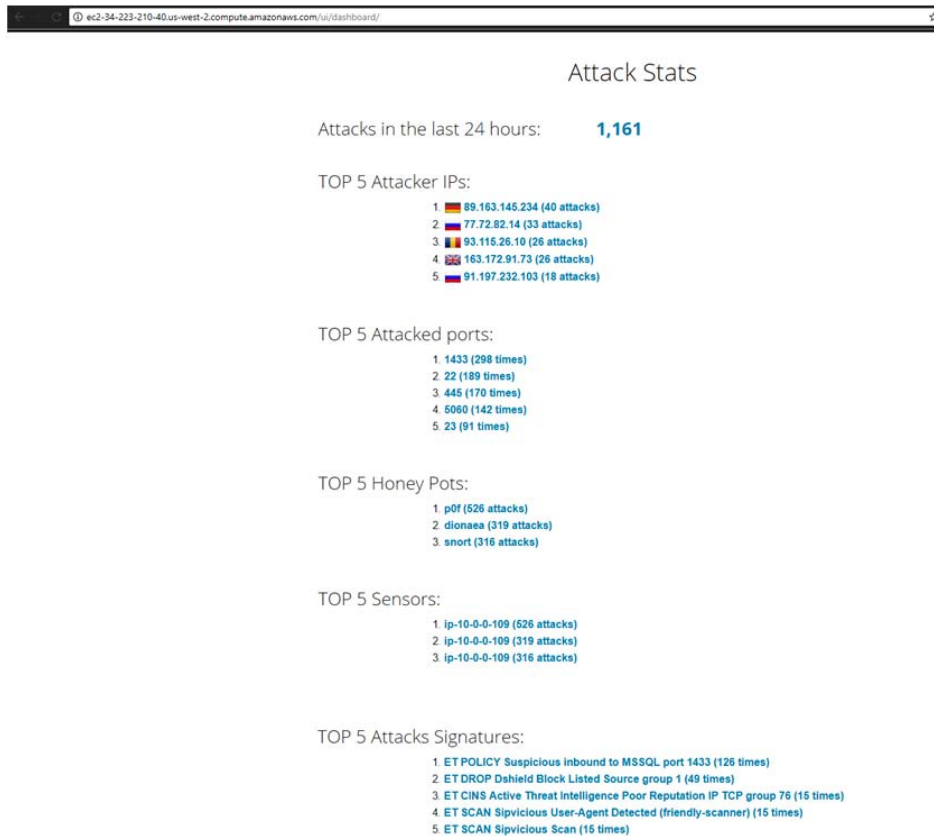 ec2-34-223-210-40.us-west-2.compute.amazonaws.com/ui/dashboard/
Attack Stats
Attacks in the last 24 hours: 1,161
TOP 5 Attacker IPs:
1. 89.163.145.234 (40 attacks)
2. 77.72.82.14 (33 attacks)
3. 93.115.26.10 (26 attacks)
4. 163.172.91.73 (26 attacks)
5. 91.197.232.103 (18 attacks)
TOP 5 Attacked ports:
1. 1433 (298 times)
2. 22 (189 times)
3. 445 (170 times)
4. 5060 (142 times)
5. 23 (91 times)
TOP 5 Honey Pots:
1. p0f (526 attacks)
2. dionaea (319 attacks)
3. snort (316 attacks)
TOP 5 Sensors:
1. ip-10-0-0-109 (526 attacks)
2. ip-10-0-0-109 (319 attacks)
3. ip-10-0-0-109 (316 attacks)
TOP 5 Attacks Signatures:
1. ET POLICY Suspicious inbound to MSSQL port 1433 (126 times)
2. ET DROP Dshield Block Listed Source group 1 (49 times)
3. ET CINS Active Threat Intelligence Poor Reputation IP TCP group 76 (15 times)
4. ET SCAN Sipvicious User-Agent Detected (friendly-scanner) (15 times)
5. ET SCAN Sipvicious Scan (15 times)